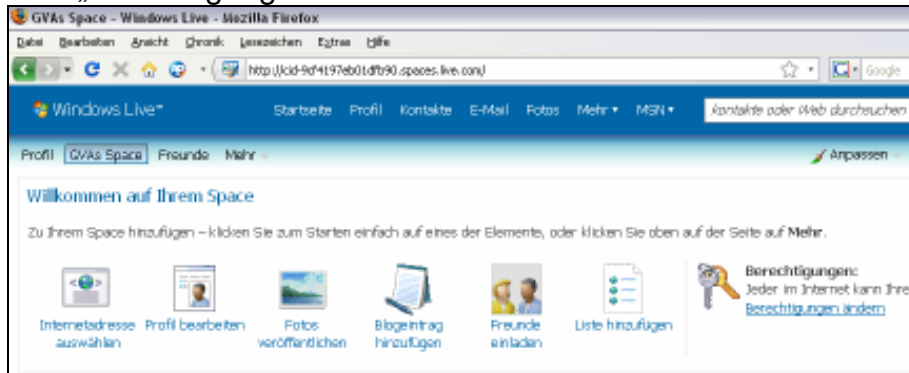 GVAs Space - Windows Live - Mozilla Firefox
Datei Bearbeiten Ansicht Chronik Lesezeichen Extras Hilfe
.spaces.live.com/ Google
Windows Live™ Startseite Profil Kontakte E-Mail Fotos Mehr MSN Kontakte oder Web durchsuchen
Profil GVAs Space Freunde Mehr Anpassen
Willkommen auf Ihrem Space
Zu Ihrem Space hinzufügen – klicken Sie zum Starten einfach auf eines der Elemente, oder klicken Sie oben auf der Seite auf Mehr.
Berechtigungen:
Jeder im Internet kann Ihre
Berechtigungen ändern
Internetadresse auswählen
Profil bearbeiten
Fotos veröffentlichen
Blogeintrag hinzufügen
Freunde einladen
Liste hinzufügen